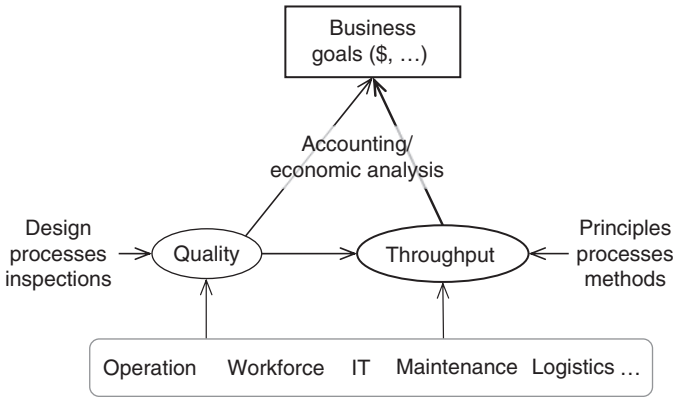 Business
goals ($, …)
Accounting/
economic analysis
Design
processes
inspections
Quality
Throughput
Principles
processes
methods
Operation Workforce IT Maintenance Logistics …